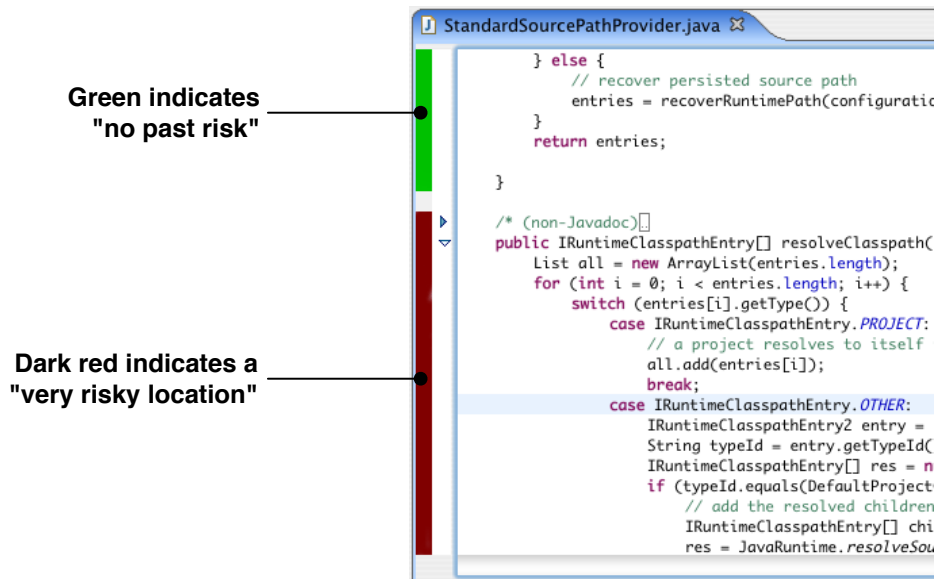 StandardSourcePathProvider.java
Green indicates
"no past risk"
Dark red indicates a
"very risky location"
} else {
// recover persisted source path
entries = recoverRuntimePath(configuratio
}
return entries;
}
/* (non-Javadoc)..
public IRuntimeClasspathEntry[] resolveClasspath(
List all = new ArrayList(entries.length);
for (int i = 0; i < entries.length; i++) {
switch (entries[i].getType()) {
case IRuntimeClasspathEntry.PROJECT:
// a project resolves to itself
all.add(entries[i]);
break;
case IRuntimeClasspathEntry.OTHER:
IRuntimeClasspathEntry2 entry =
String typeId = entry.getTypeId(
IRuntimeClasspathEntry[] res = n
if (typeId.equals(DefaultProject
// add the resolved children
IRuntimeClasspathEntry[] chi
res = JavaRuntime.resolveSou